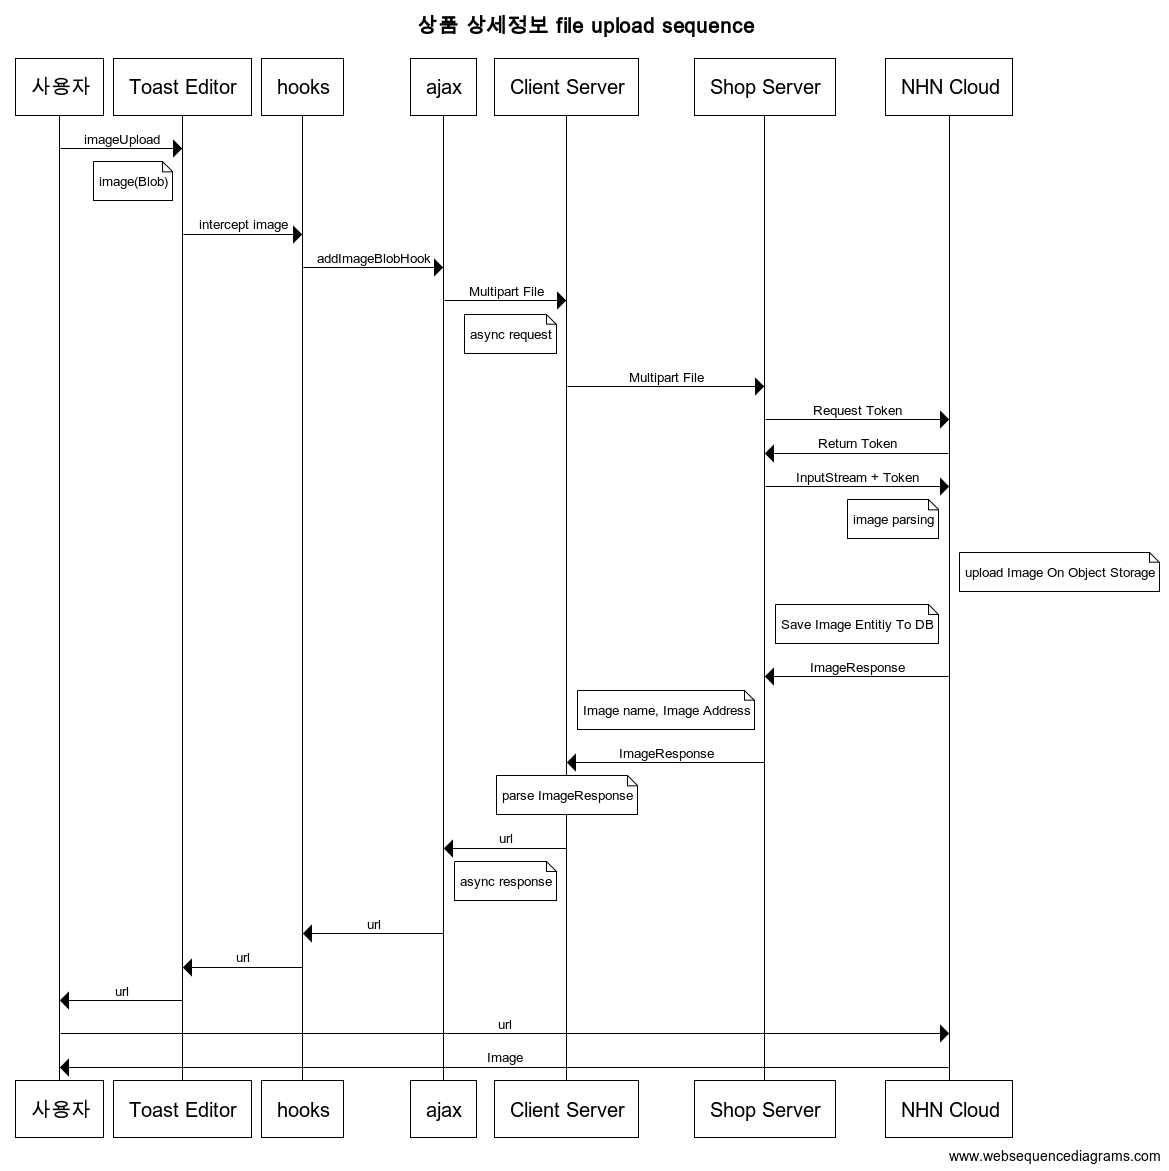 상품 상세정보 file upload sequence
사용자
Toast Editor
hooks
ajax
Client Server
Shop Server
NHN Cloud
imageUpload
image(Blob)
intercept image
addImageBlobHook
Multipart File
async request
Multipart File
Request Token
Return Token
InputStream + Token
image parsing
upload Image On Object Storage
Save Image Entitiy To DB
ImageResponse
Image name, Image Address
ImageResponse
parse ImageResponse
url
async response
url
url
url
url
Image
사용자
Toast Editor
hooks
ajax
Client Server
Shop Server
NHN Cloud
www.websequencediagrams.com